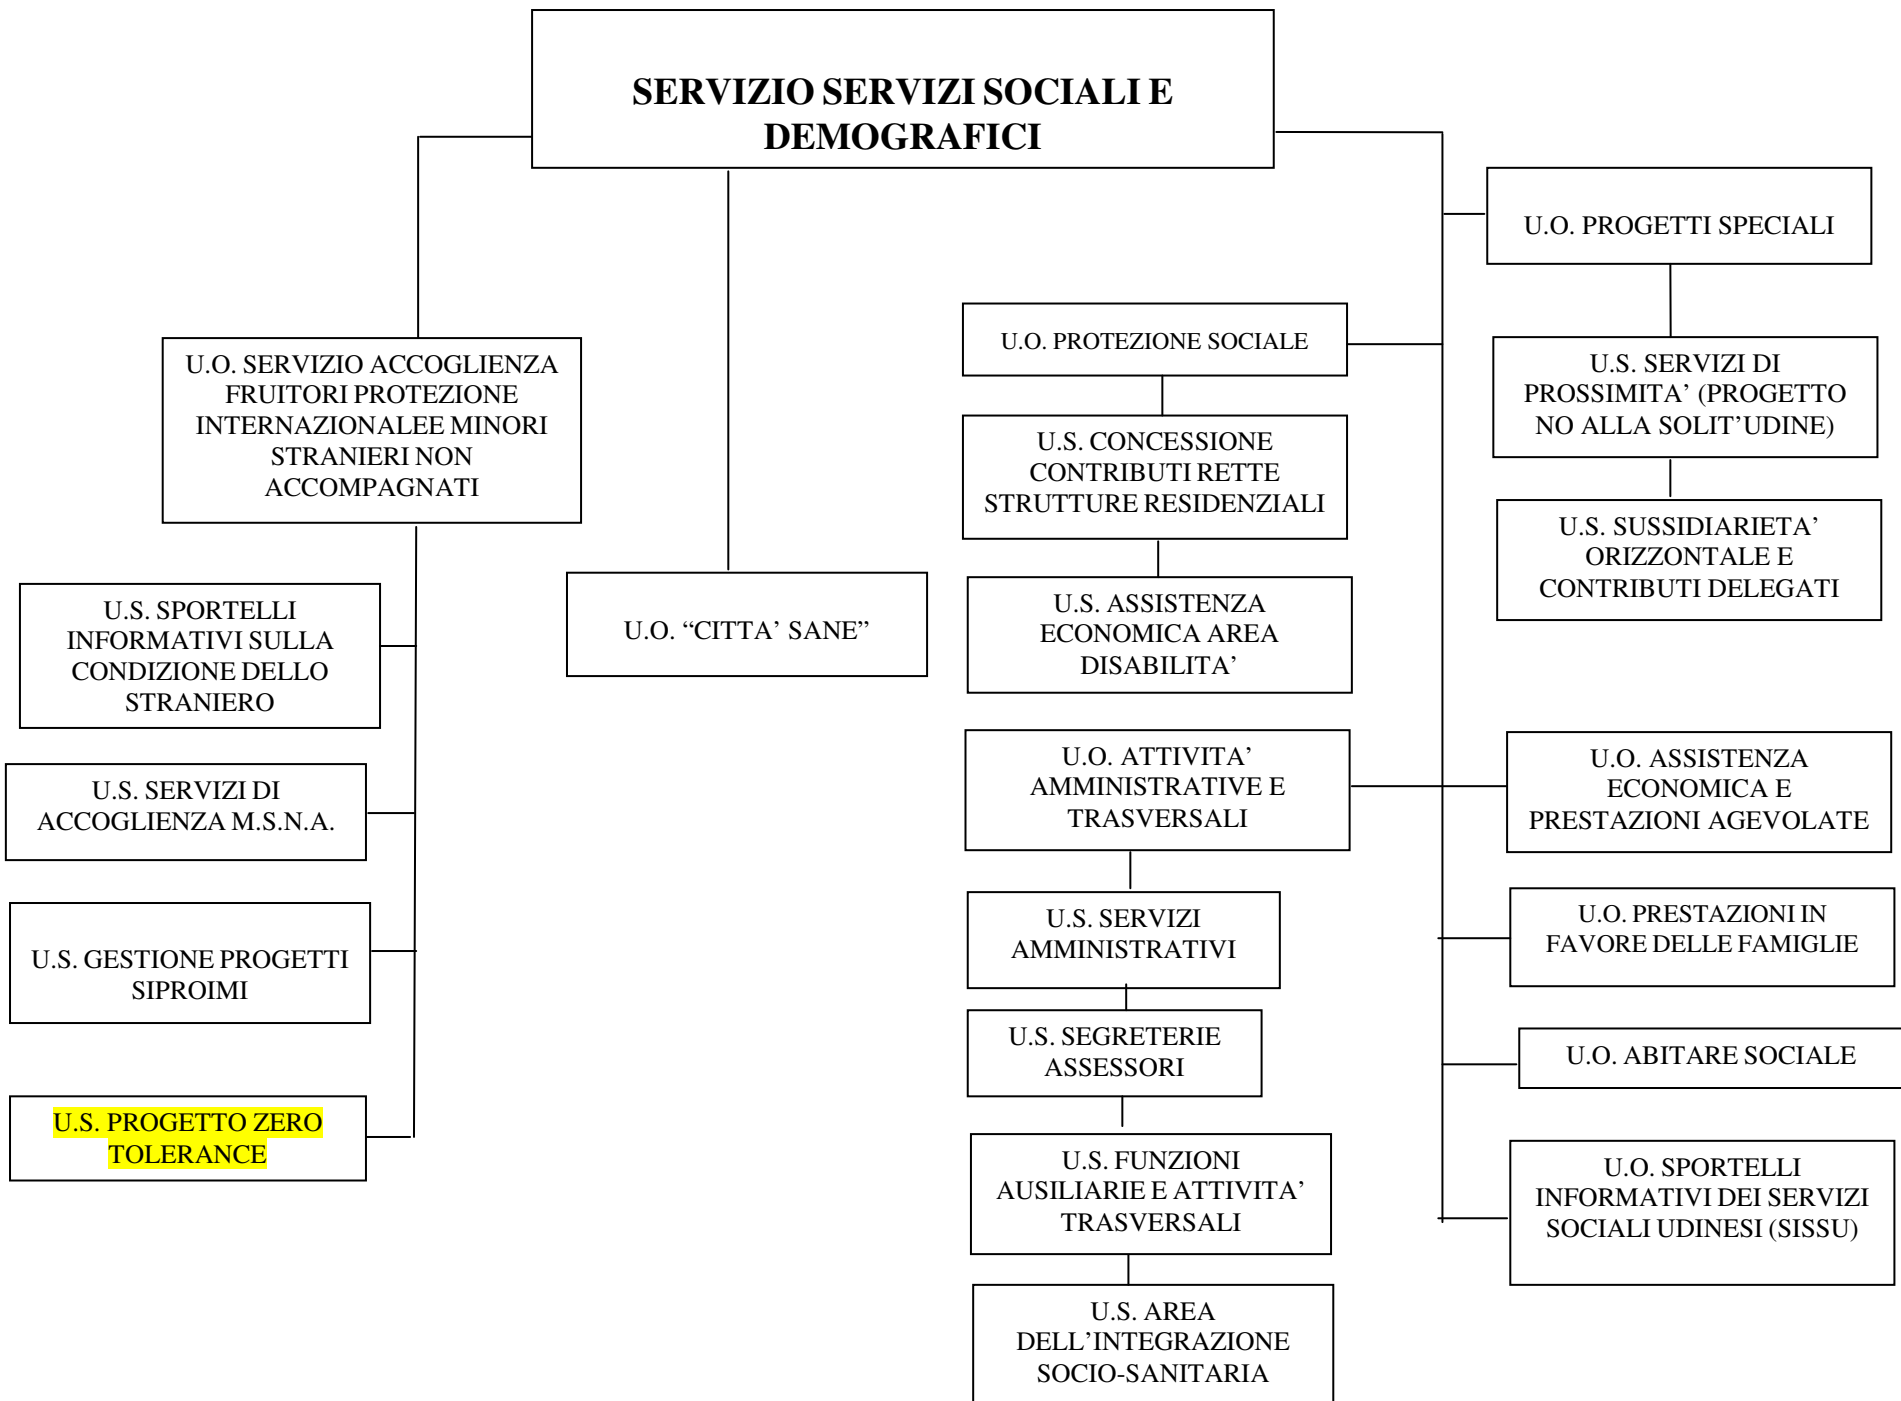 SERVIZIO SERVIZI SOCIALI E
DEMOGRAFICI
U.O. PROGETTI SPECIALI
U.S. SERVIZI DI
PROSSIMITA’ (PROGETTO
NO ALLA SOLIT’UDINE)
U.S. SUSSIDIARIETA’
ORIZZONTALE E
CONTRIBUTI DELEGATI
U.O. PROTEZIONE SOCIALE
U.S. CONCESSIONE
CONTRIBUTI RETTE
STRUTTURE RESIDENZIALI
U.S. ASSISTENZA
ECONOMICA AREA
DISABILITA’
U.O. SERVIZIO ACCOGLIENZA
FRUITORI PROTEZIONE
INTERNAZIONALEE MINORI
STRANIERI NON
ACCOMPAGNATI
U.S. SPORTELLI
INFORMATIVI SULLA
CONDIZIONE DELLO
STRANIERO
U.S. SERVIZI DI
ACCOGLIENZA M.S.N.A.
U.S. GESTIONE PROGETTI
SIPROIMI
U.S. PROGETTO ZERO
TOLERANCE
U.O. “CITTA’ SANE”
U.O. ATTIVITA’
AMMINISTRATIVE E
TRASVERSALI
U.S. SERVIZI
AMMINISTRATIVI
U.S. SEGRETERIE
ASSESSORI
U.S. FUNZIONI
AUSILIARIE E ATTIVITA’
TRASVERSALI
U.S. AREA
DELL’INTEGRAZIONE
SOCIO-SANITARIA
U.O. ASSISTENZA
ECONOMICA E
PRESTAZIONI AGEVOLATE
U.O. PRESTAZIONI IN
FAVORE DELLE FAMIGLIE
U.O. ABITARE SOCIALE
U.O. SPORTELLI
INFORMATIVI DEI SERVIZI
SOCIALI UDINESI (SISSU)